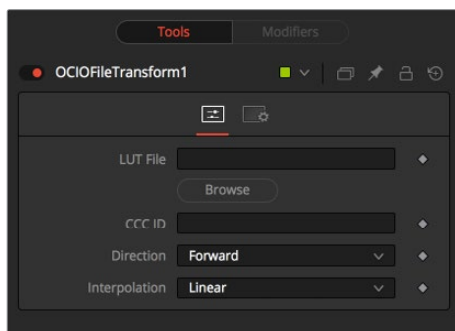 Tools Modifiers
OCIOFileTransform1
LUT File
Browse
CCC ID
Direction Forward
Interpolation Linear